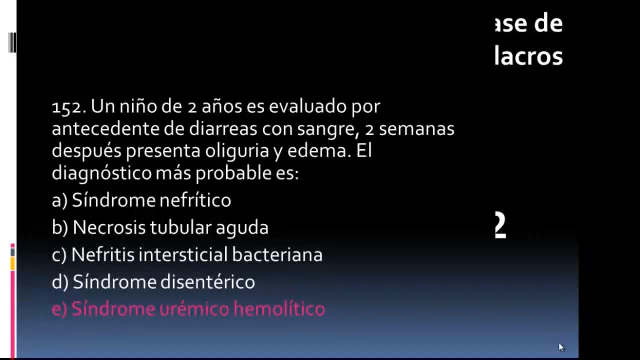 ase de
lacros
152. Un niño de 2 años es evaluado por
antecedente de diarreas con sangre, 2 semanas
después presenta oliguria y edema. El
diagnóstico más probable es:
a) Síndrome nefrítico
b) Necrosis tubular aguda
2
c) Nefritis intersticial bacteriana
d) Síndrome disentérico
e) Síndrome urémico hemolítico